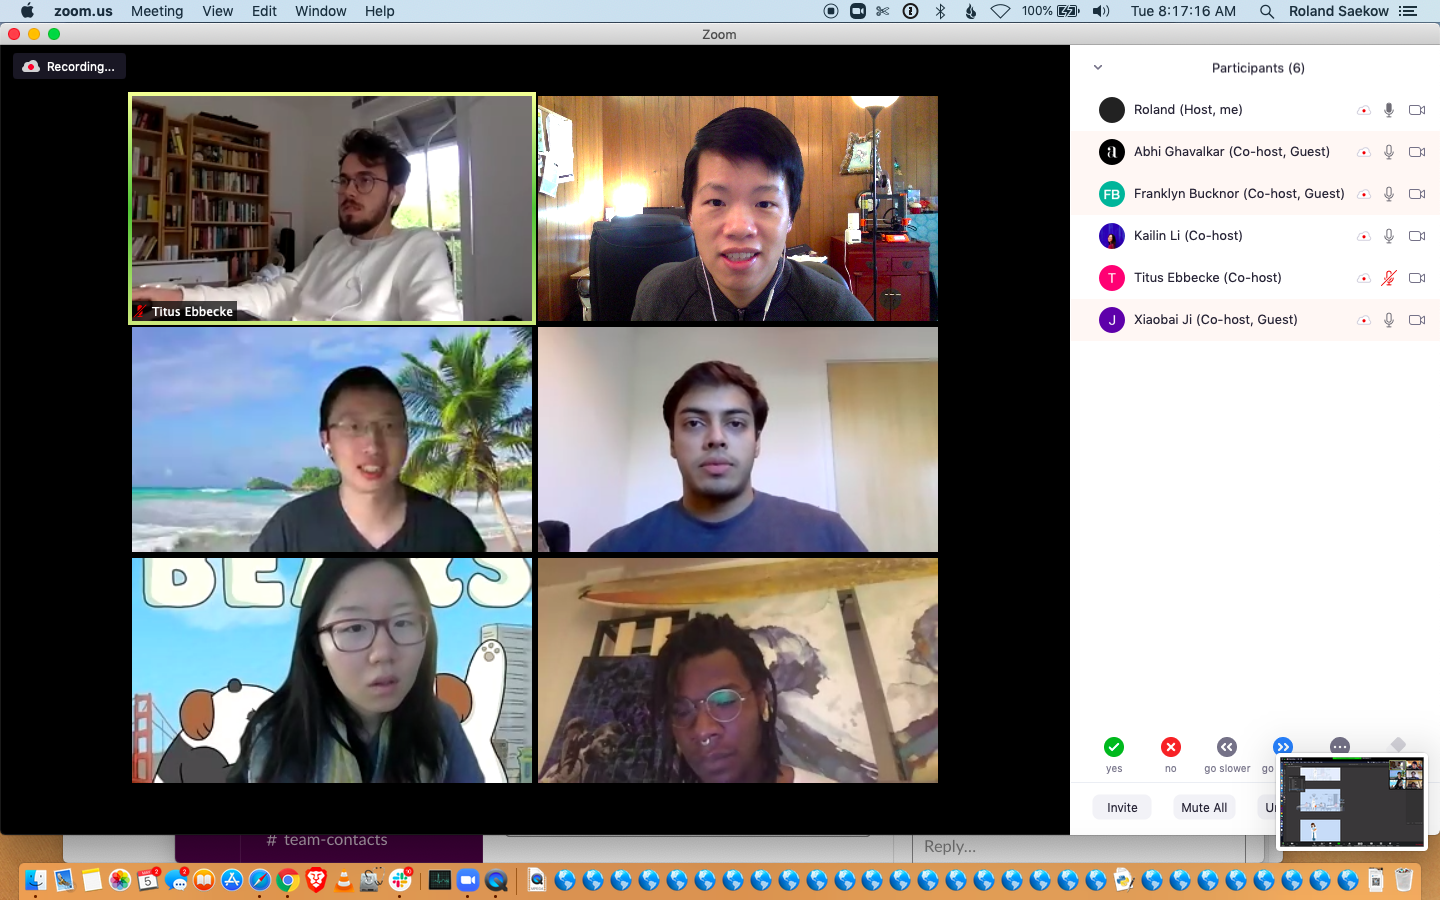 zoom.us Meeting View Edit Window Help
100% Tue 8:17:16 AM Roland Saekow
Zoom
Recording...
Participants (6)
Roland (Host, me)
a Abhi Ghavalkar (Co-host, Guest)
FB Franklyn Bucknor (Co-host, Guest)
Kailin Li (Co-host)
T Titus Ebbecke (Co-host)
J Xiaobai Ji (Co-host, Guest)
Titus Ebbecke
BEARS
yes no go slower go
Invite Mute All U
# team-contacts
Reply...
5